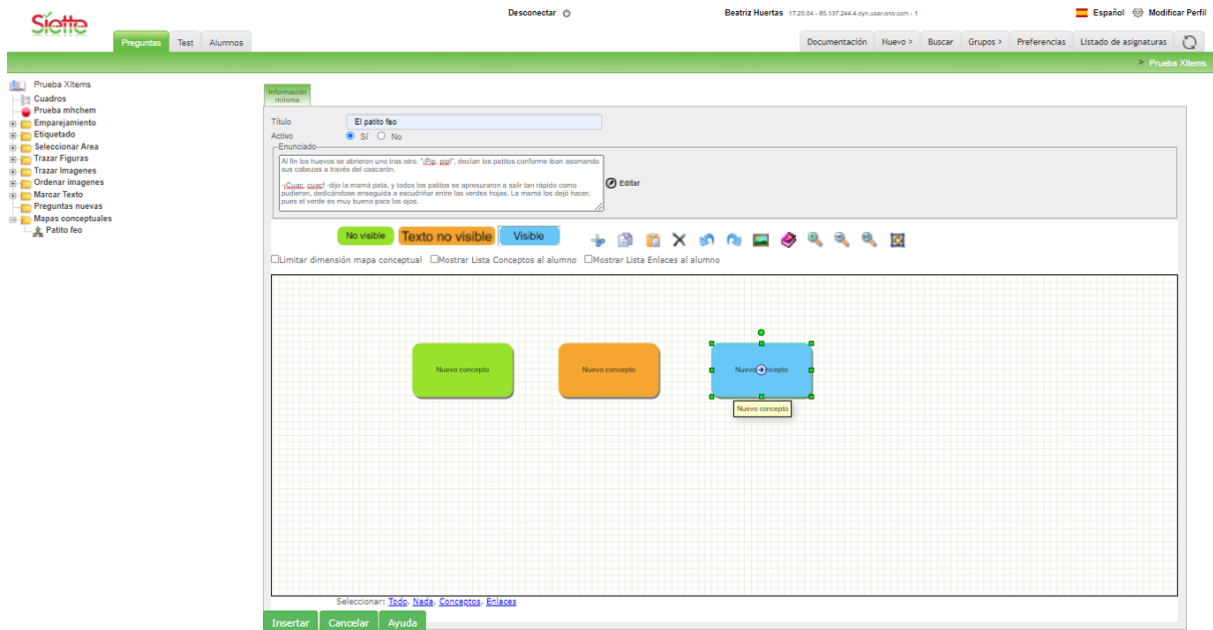 Siette
Desconectar
Beatriz Huertas 17:25:04 - 85.137.244.4.dyn.user.ono.com - 1
Español Modificar Perfil
Preguntas Test Alumnos
Documentación Nuevo > Buscar Grupos > Preferencias Listado de asignaturas
> Prueba XItems
Prueba XItems
Cuadros
Prueba mhchem
Emparejamiento
Etiquetado
Seleccionar Area
Trazar Figuras
Trazar Imagenes
Ordenar imagenes
Marcar Texto
Preguntas nuevas
Mapas conceptuales
Patito feo
Información
mínima
Título El patito feo
Activo Sí No
Enunciado
Al fin los huevos se abrieron uno tras otro. "¡Pip, pip!", decían los patitos conforme iban asomando
sus cabezas a través del cascarón.
-¡Cuac, cuac! -dijo la mamá pata, y todos los patitos se apresuraron a salir tan rápido como
pudieron, dedicándose enseguida a escudriñar entre las verdes hojas. La mamá los dejó hacer,
pues el verde es muy bueno para los ojos.
Editar
No visible Texto no visible Visible
Limitar dimensión mapa conceptual Mostrar Lista Conceptos al alumno Mostrar Lista Enlaces al alumno
Nuevo concepto Nuevo concepto Nuevo concepto
Nuevo concepto
Seleccionar: Todo, Nada, Conceptos, Enlaces
Insertar Cancelar Ayuda